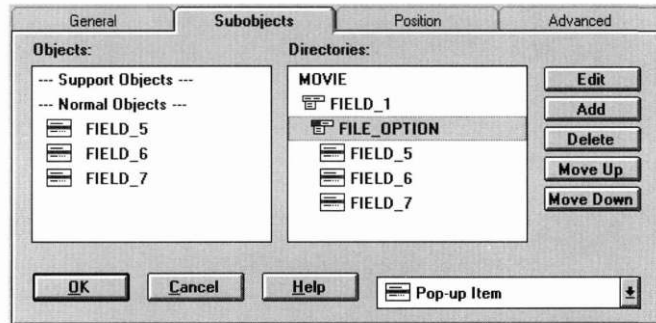 General Subobjects Position Advanced
Objects: Directories:
--- Support Objects --- MOVIE Edit
--- Normal Objects --- FIELD_1 Add
FIELD_5 FILE_OPTION Delete
FIELD_6 FIELD_5 Move Up
FIELD_7 FIELD_6 Move Down
FIELD_7
OK Cancel Help Pop-up Item